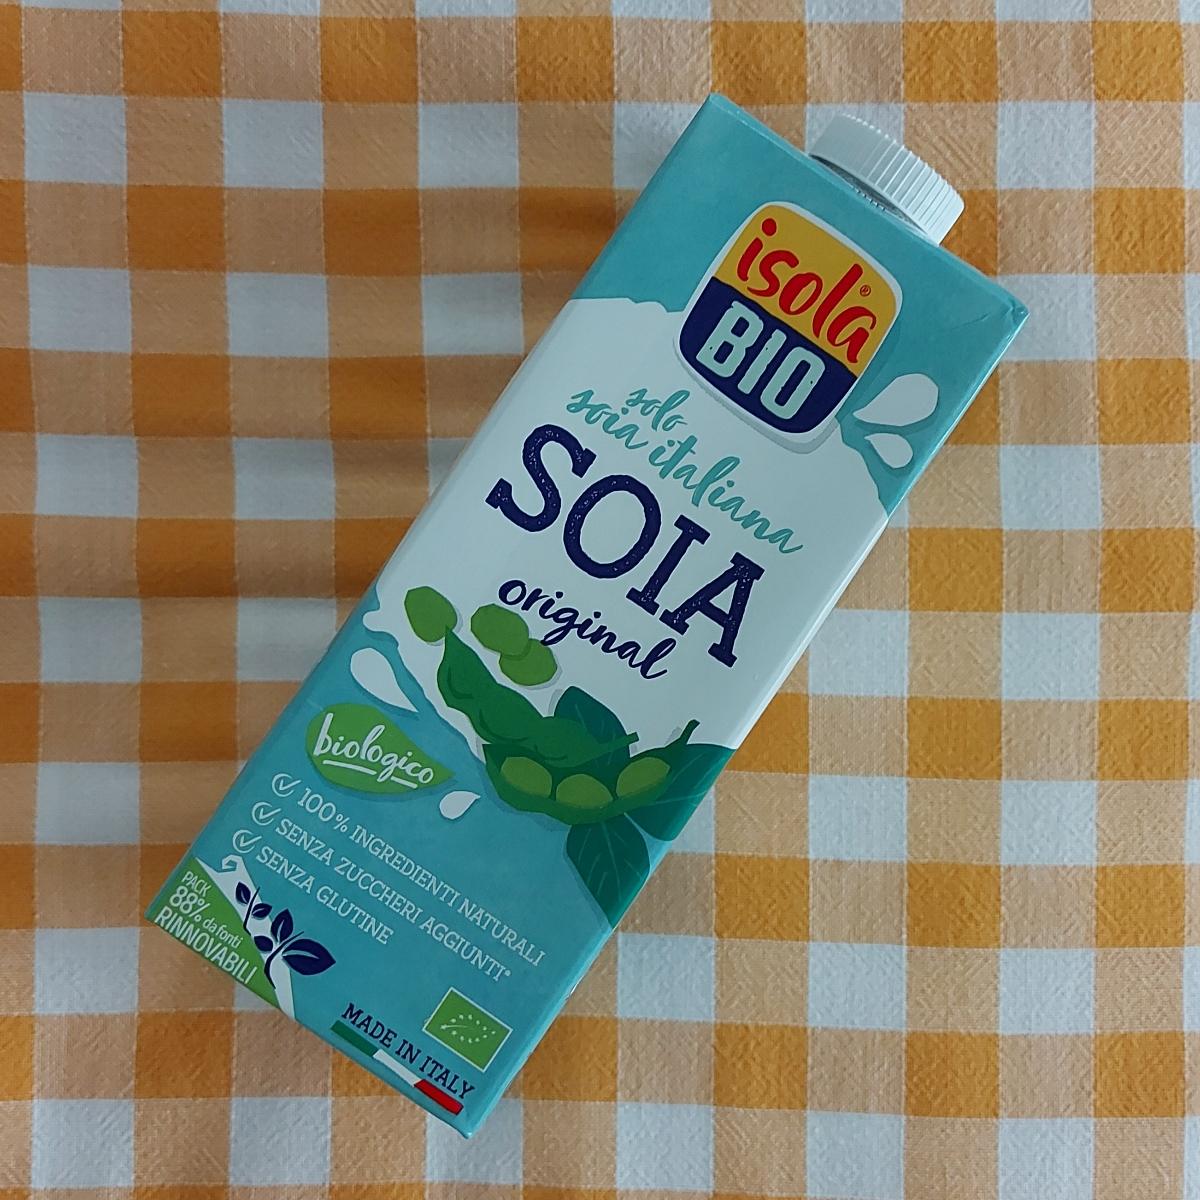 isola®
BIO
solo
soia italiana
SOIA
original
biologico
100% INGREDIENTI NATURALI
SENZA ZUCCHERI AGGIUNTI*
SENZA GLUTINE
PACK
88% da fonti
RINNOVABILI
MADE IN ITALY